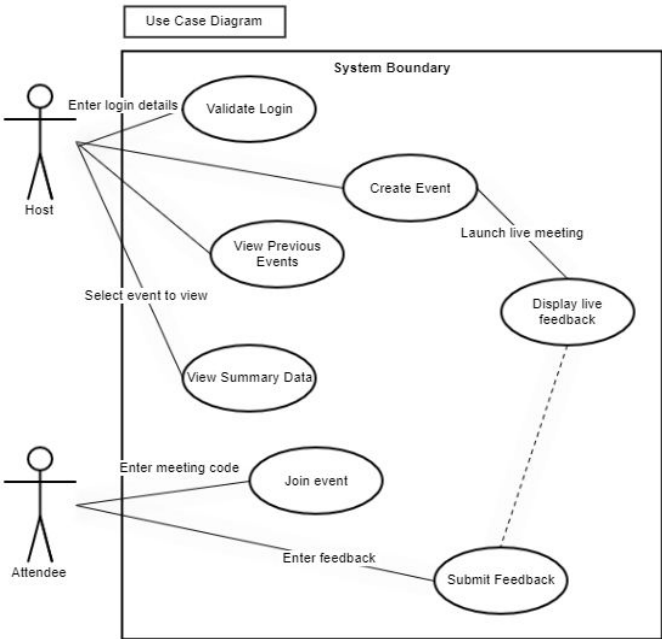 Use Case Diagram
System Boundary
Enter login details
Validate Login
Host
Create Event
View Previous
Events
Launch live meeting
Select event to view
Display live
feedback
View Summary Data
Enter meeting code
Join event
Attendee
Enter feedback
Submit Feedback